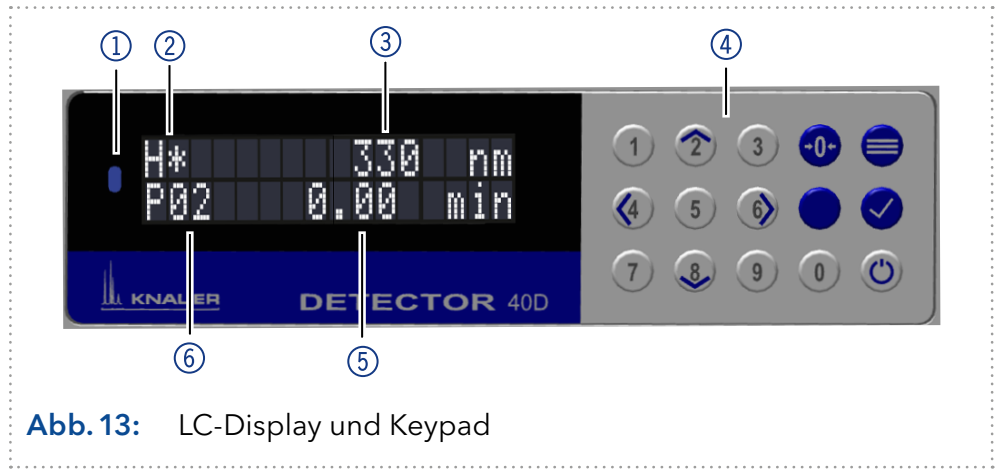 1 2 3 4
H* 330 nm
P02 0.00 min
1 2 3 →0←
4 5 6
7 8 9 0
KNAUER
DETECTOR 40D
6 5
Abb. 13: LC-Display und Keypad